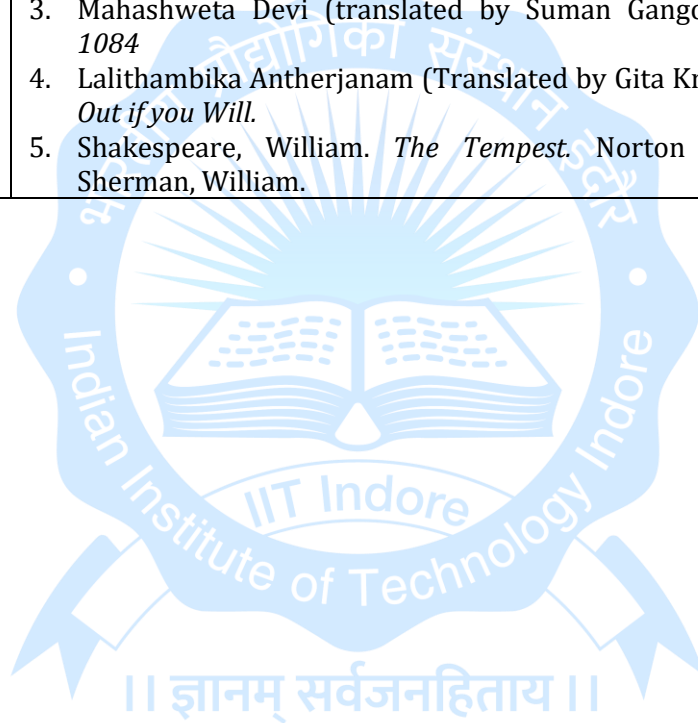 3. Mahashweta Devi (translated by Suman Gango
1084
4. Lalithambika Antherjanam (Translated by Gita Kr
Out if you Will.
5. Shakespeare, William. The Tempest. Norton
Sherman, William.
भारतीय प्रौद्योगिकी संस्थान इंदौर
IIT Indore
Indian Institute of Technology Indore
।। ज्ञानम् सर्वजनहिताय ।।